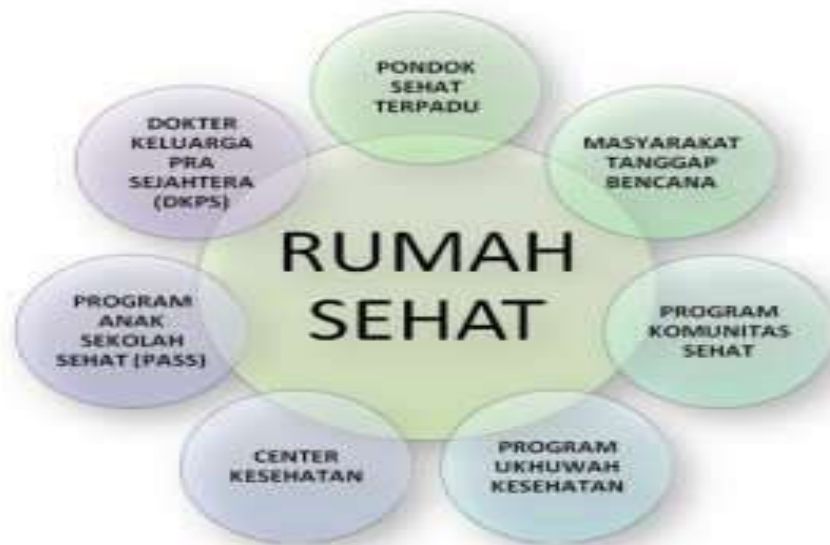 PONDOK
SEHAT
TERPADU
MASYARAKAT
TANGGAP
BENCANA
PROGRAM
KOMUNITAS
SEHAT
PROGRAM
UKHUWAH
KESEHATAN
CENTER
KESEHATAN
PROGRAM
ANAK
SEKOLAH
SEHAT (PASS)
DOKTER
KELUARGA
PRA
SEJAHTERA
(DKPS)
RUMAH
SEHAT